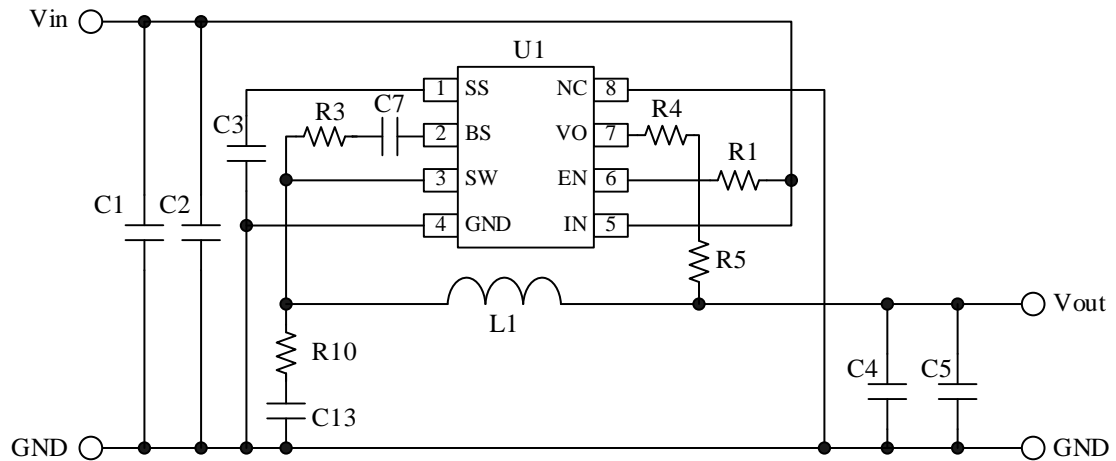 Vin
U1
1 SS NC 8
C7
R3
R4
C3
2 BS VO 7
R1
3 SW EN 6
C1
C2
4 GND IN 5
R5
Vout
L1
R10
C4
C5
C13
GND
GND